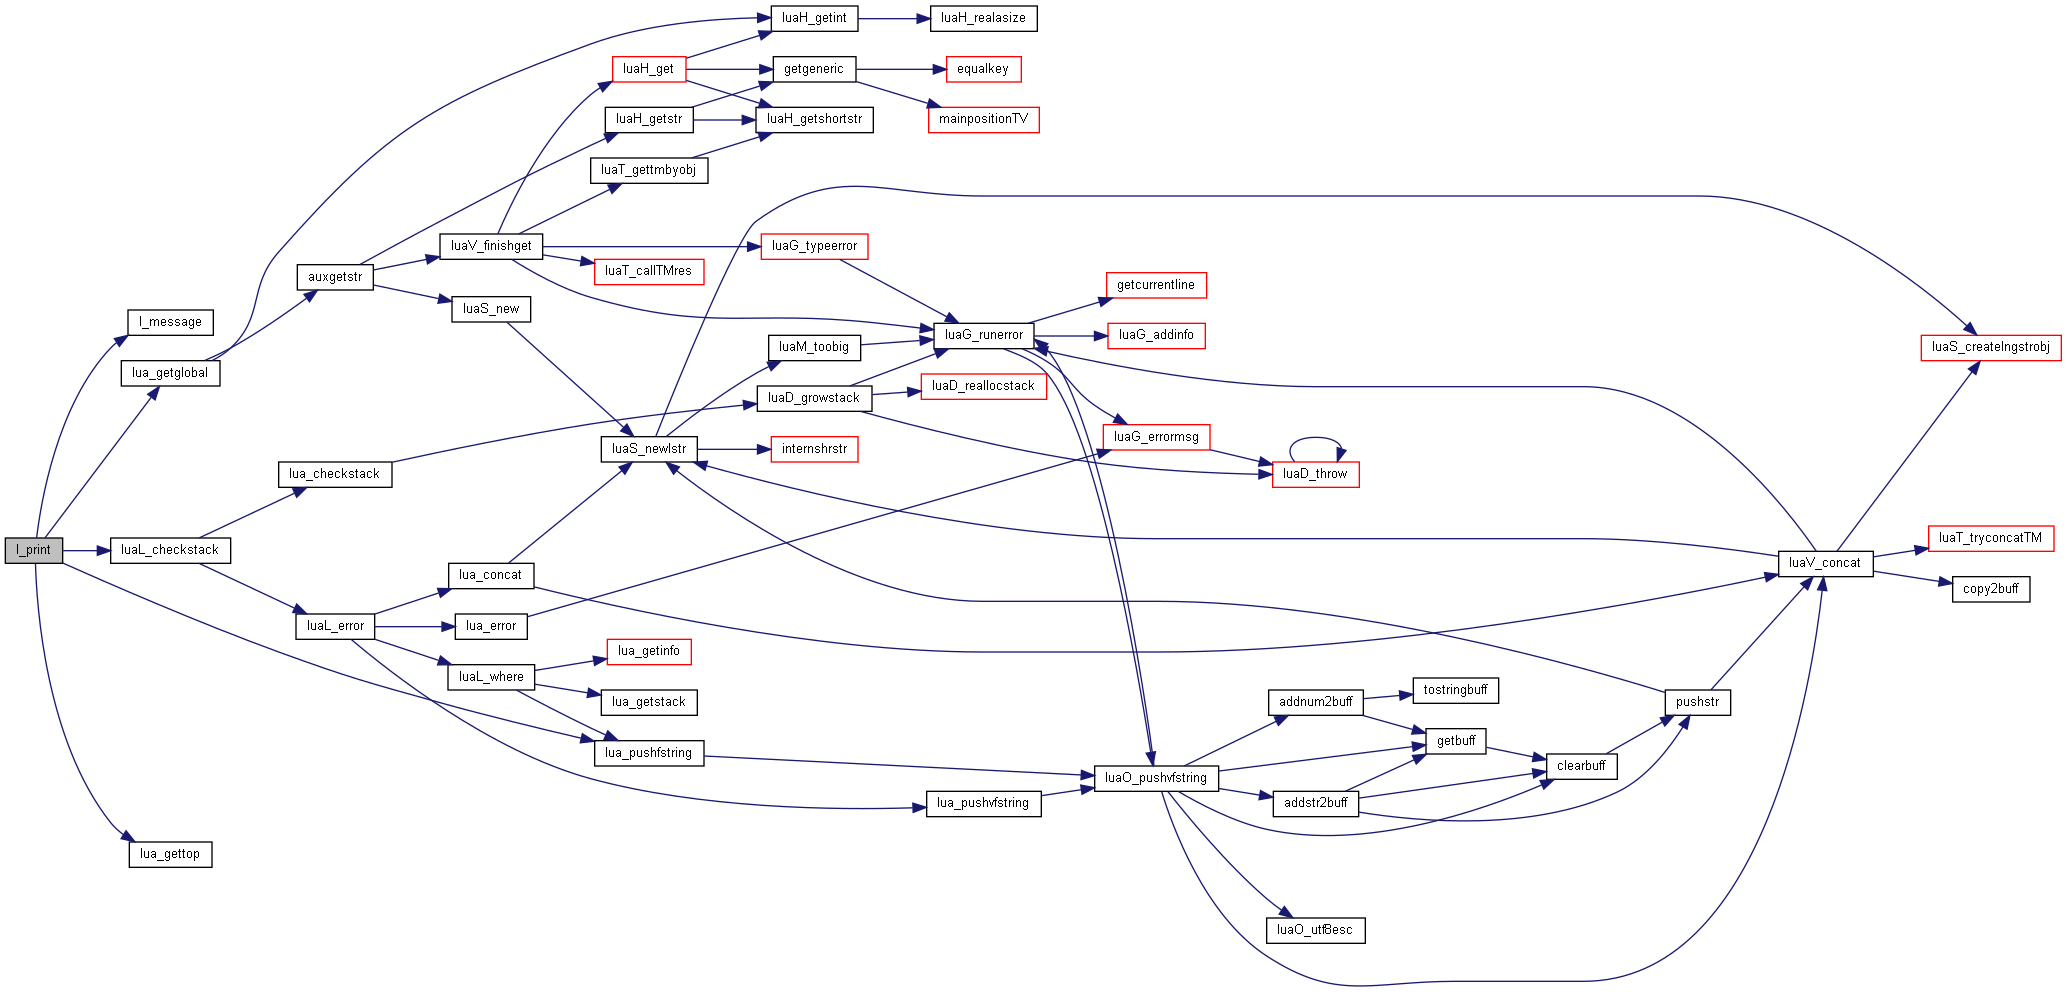 luaH_getint
luaH_realasize
luaH_get
getgeneric
equalkey
luaH_getstr
luaH_getshortstr
mainpositionTV
luaT_gettmbyobj
luaV_finishget
luaG_typeerror
luaT_callTMres
auxgetstr
getcurrentline
luaS_new
l_message
luaG_runerror
luaG_addinfo
luaM_toobig
luaS_createlngstrobj
lua_getglobal
luaD_reallocstack
luaD_growstack
luaG_errormsg
luaS_newlstr
internshrstr
lua_checkstack
luaD_throw
l_print
luaL_checkstack
luaT_tryconcatTM
luaV_concat
lua_concat
copy2buff
luaL_error
lua_error
lua_getinfo
luaL_where
tostringbuff
lua_getstack
addnum2buff
pushstr
getbuff
lua_pushfstring
clearbuff
luaO_pushvfstring
lua_pushvfstring
addstr2buff
lua_gettop
luaO_utf8esc